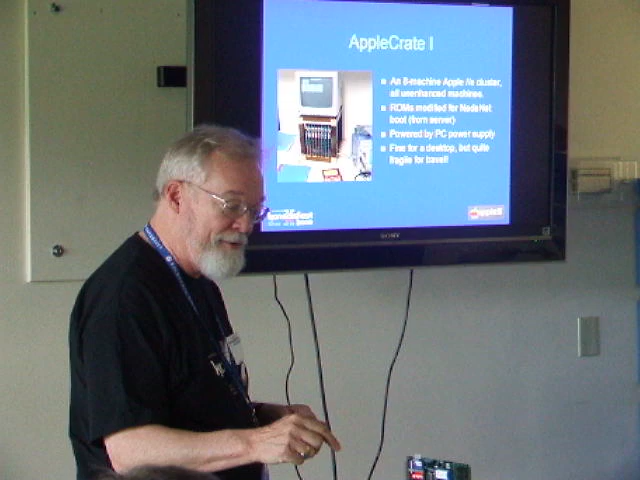 AppleCrate I
An 8-machine Apple //e cluster,
all unenhanced machines.
ROMs modified for NadaNet
boot (from server)
Powered by PC power supply
Fine for a desktop, but quite
fragile for travel!
SONY